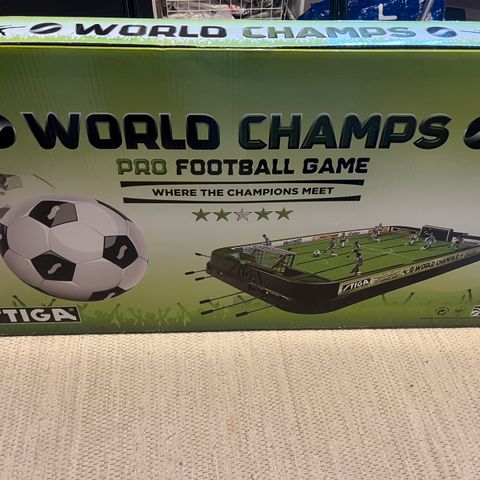 WORLD CHAMPS
WORLD CHAMPS
PRO FOOTBALL GAME
WHERE THE CHAMPIONS MEET
STIGA
WORLD CHAMPS
STIGA